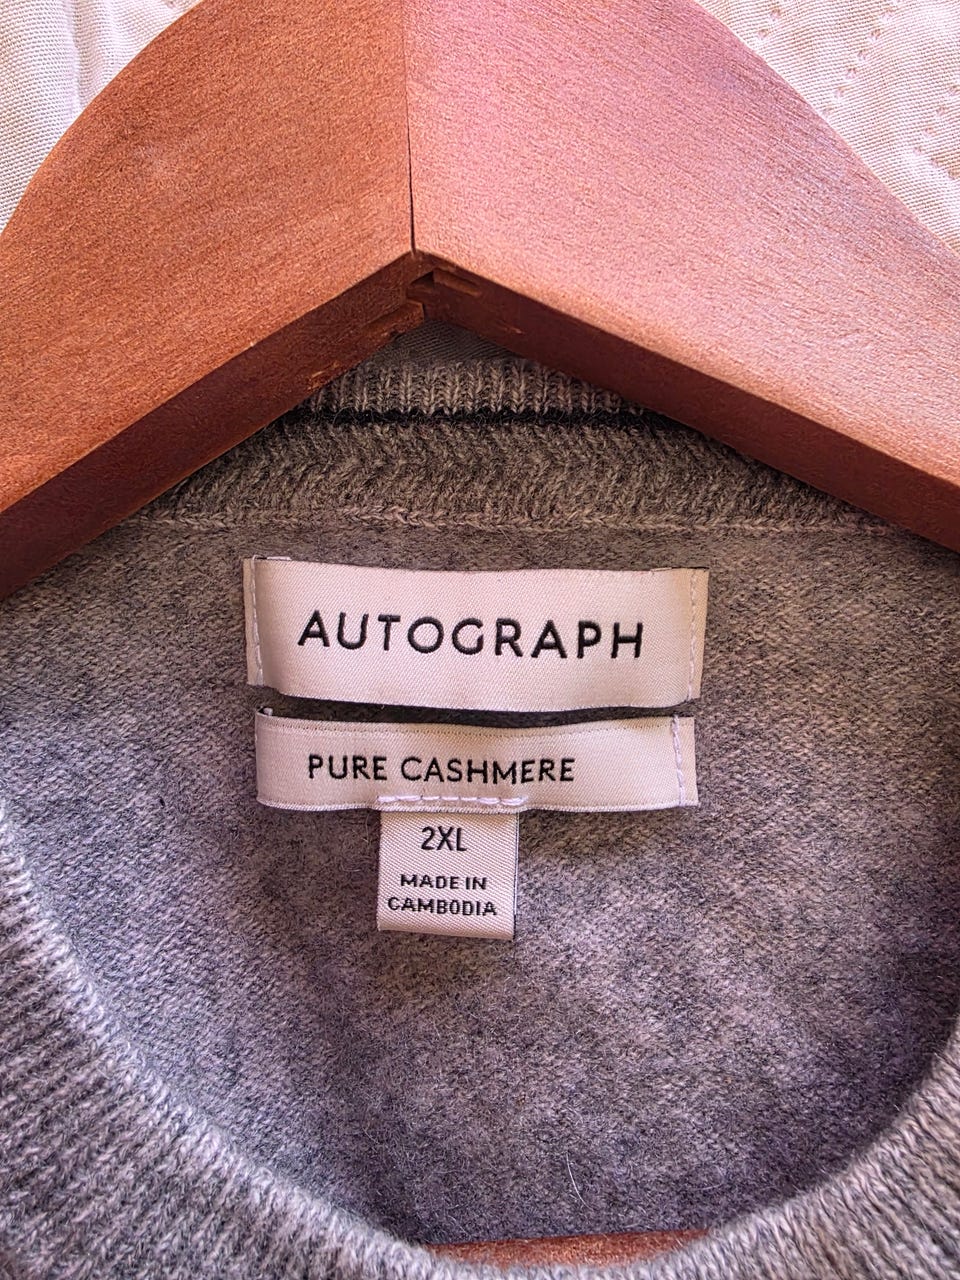 AUTOGRAPH
PURE CASHMERE
2XL
MADE IN
CAMBODIA